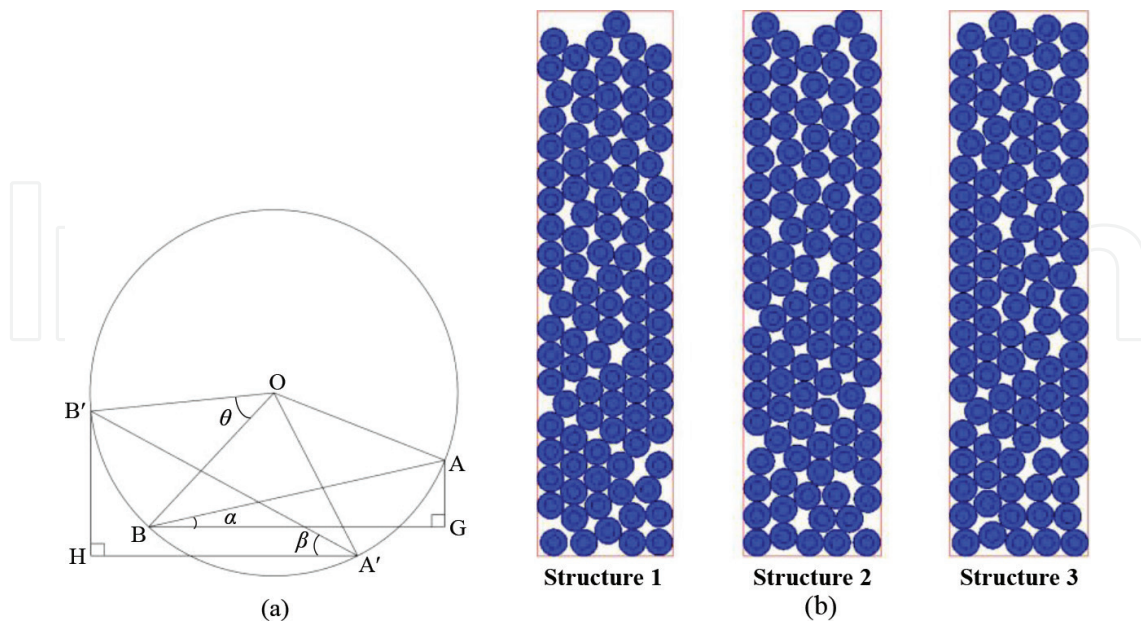 O
B′
θ
A
B
α
G
H
β
A′
(a)
Structure 1
Structure 2
Structure 3
(b)